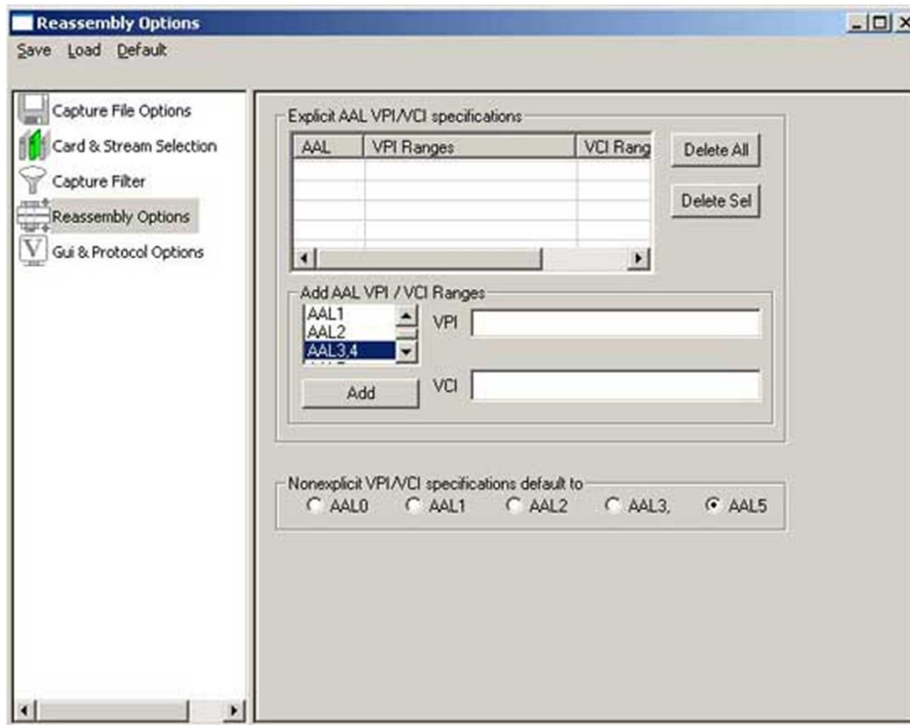 Reassembly Options
Save Load Default
Capture File Options
Card & Stream Selection
Capture Filter
Reassembly Options
Gui & Protocol Options
Explicit AAL VPI/VCI specifications
AAL VPI Ranges VCI Rang
Delete All
Delete Sel
Add AAL VPI / VCI Ranges
AAL1
AAL2
AAL3,4
VPI
Add
VCI
Nonexplicit VPI/VCI specifications default to
AAL0 AAL1 AAL2 AAL3, AAL5